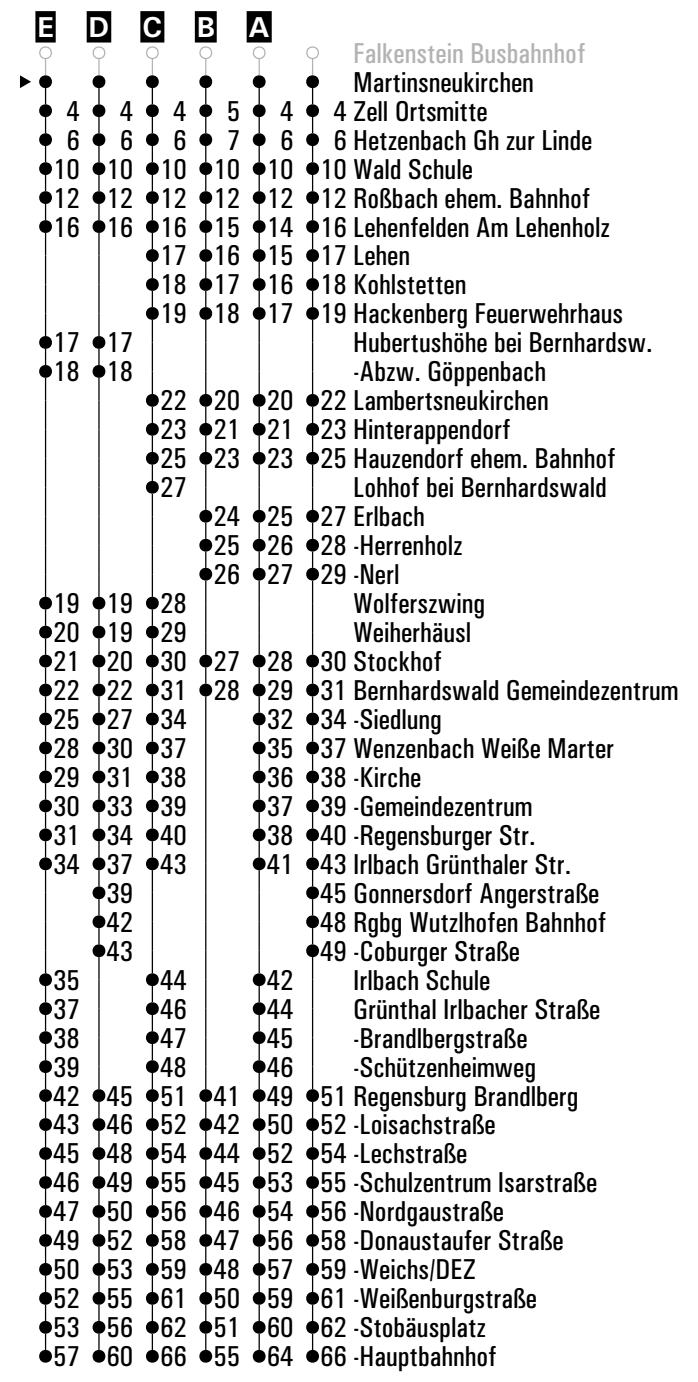 E D C B A
Falkenstein Busbahnhof
Martinsneukirchen
4 4 4 5 4 4 Zell Ortsmitte
6 6 6 7 6 6 Hetzenbach Gh zur Linde
10 10 10 10 10 10 Wald Schule
12 12 12 12 12 12 Roßbach ehem. Bahnhof
16 16 16 15 14 16 Lehenfelden Am Lehenholz
17 16 15 17 Lehen
18 17 16 18 Kohlstetten
19 18 17 19 Hackenberg Feuerwehrhaus
17 17 Hubertushöhe bei Bernhardsw.
18 18 -Abzw. Göppenbach
22 20 20 22 Lambertsneukirchen
23 21 21 23 Hinterappendorf
25 23 23 25 Hauzendorf ehem. Bahnhof
27 Lohhof bei Bernhardswald
24 25 27 Erlbach
25 26 28 -Herrenholz
26 27 29 -Nerl
19 19 28 Wolferszwing
20 19 29 Weiherhäusl
21 20 30 27 28 30 Stockhof
22 22 31 28 29 31 Bernhardswald Gemeindezentrum
25 27 34 32 34 -Siedlung
28 30 37 35 37 Wenzenbach Weiße Marter
29 31 38 36 38 -Kirche
30 33 39 37 39 -Gemeindezentrum
31 34 40 38 40 -Regensburger Str.
34 37 43 41 43 Irlbach Grünthaler Str.
39 45 Gonnersdorf Angerstraße
42 48 Rgbg Wutzlhofen Bahnhof
43 49 -Coburger Straße
35 44 42 Irlbach Schule
37 46 44 Grünthal Irlbacher Straße
38 47 45 -Brandlbergstraße
39 48 46 -Schützenheimweg
42 45 51 41 49 51 Regensburg Brandlberg
43 46 52 42 50 52 -Loisachstraße
45 48 54 44 52 54 -Lechstraße
46 49 55 45 53 55 -Schulzentrum Isarstraße
47 50 56 46 54 56 -Nordgaustraße
49 52 58 47 56 58 -Donaustaufer Straße
50 53 59 48 57 59 -Weichs/DEZ
52 55 61 50 59 61 -Weißenburgstraße
53 56 62 51 60 62 -Stobäusplatz
57 60 66 55 64 66 -Hauptbahnhof